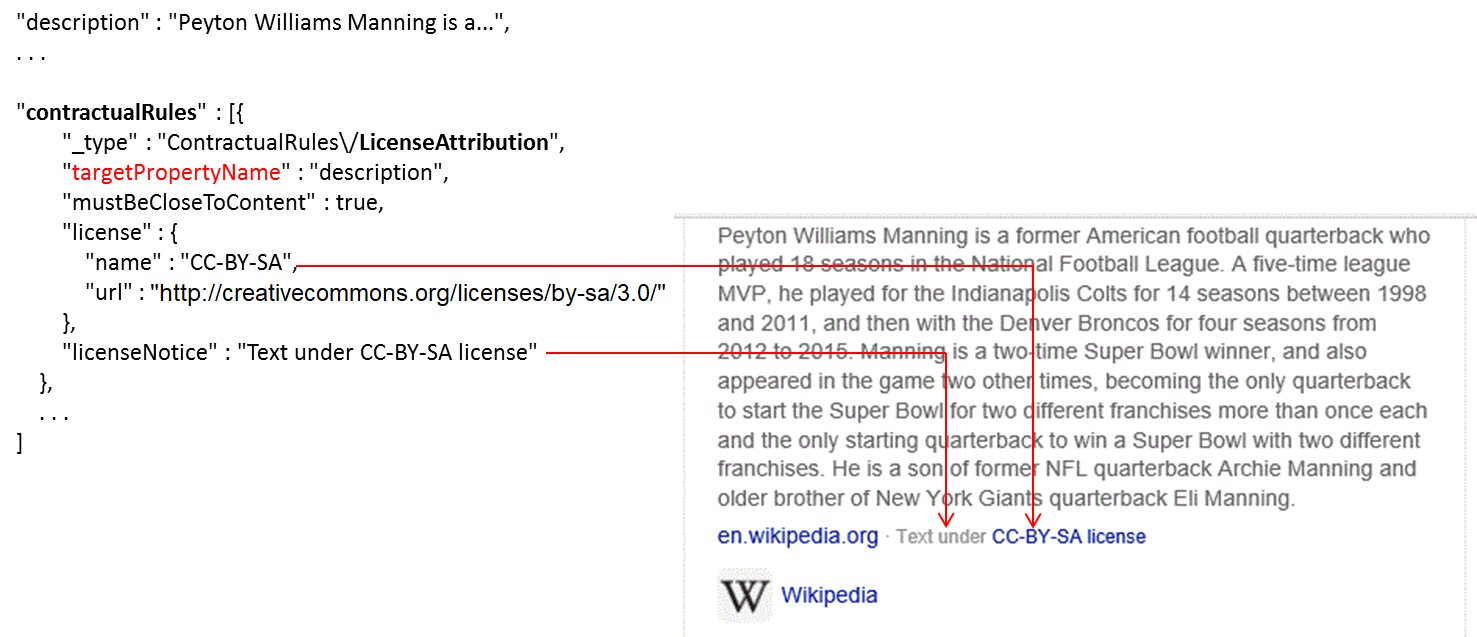 "description" : "Peyton Williams Manning is a...",
. . .
"contractualRules" : [{
"_type" : "ContractualRules\/LicenseAttribution",
"targetPropertyName" : "description",
"mustBeCloseToContent" : true,
"license" : {
"name" : "CC-BY-SA",
"url" : "http://creativecommons.org/licenses/by-sa/3.0/"
},
"licenseNotice" : "Text under CC-BY-SA license"
},
. . .
]
Peyton Williams Manning is a former American football quarterback who
played 18 seasons in the National Football League. A five-time league
MVP, he played for the Indianapolis Colts for 14 seasons between 1998
and 2011, and then with the Denver Broncos for four seasons from
2012 to 2015. Manning is a two-time Super Bowl winner, and also
appeared in the game two other times, becoming the only quarterback
to start the Super Bowl for two different franchises more than once each
and the only starting quarterback to win a Super Bowl with two different
franchises. He is a son of former NFL quarterback Archie Manning and
older brother of New York Giants quarterback Eli Manning.
en.wikipedia.org · Text under CC-BY-SA license
W Wikipedia